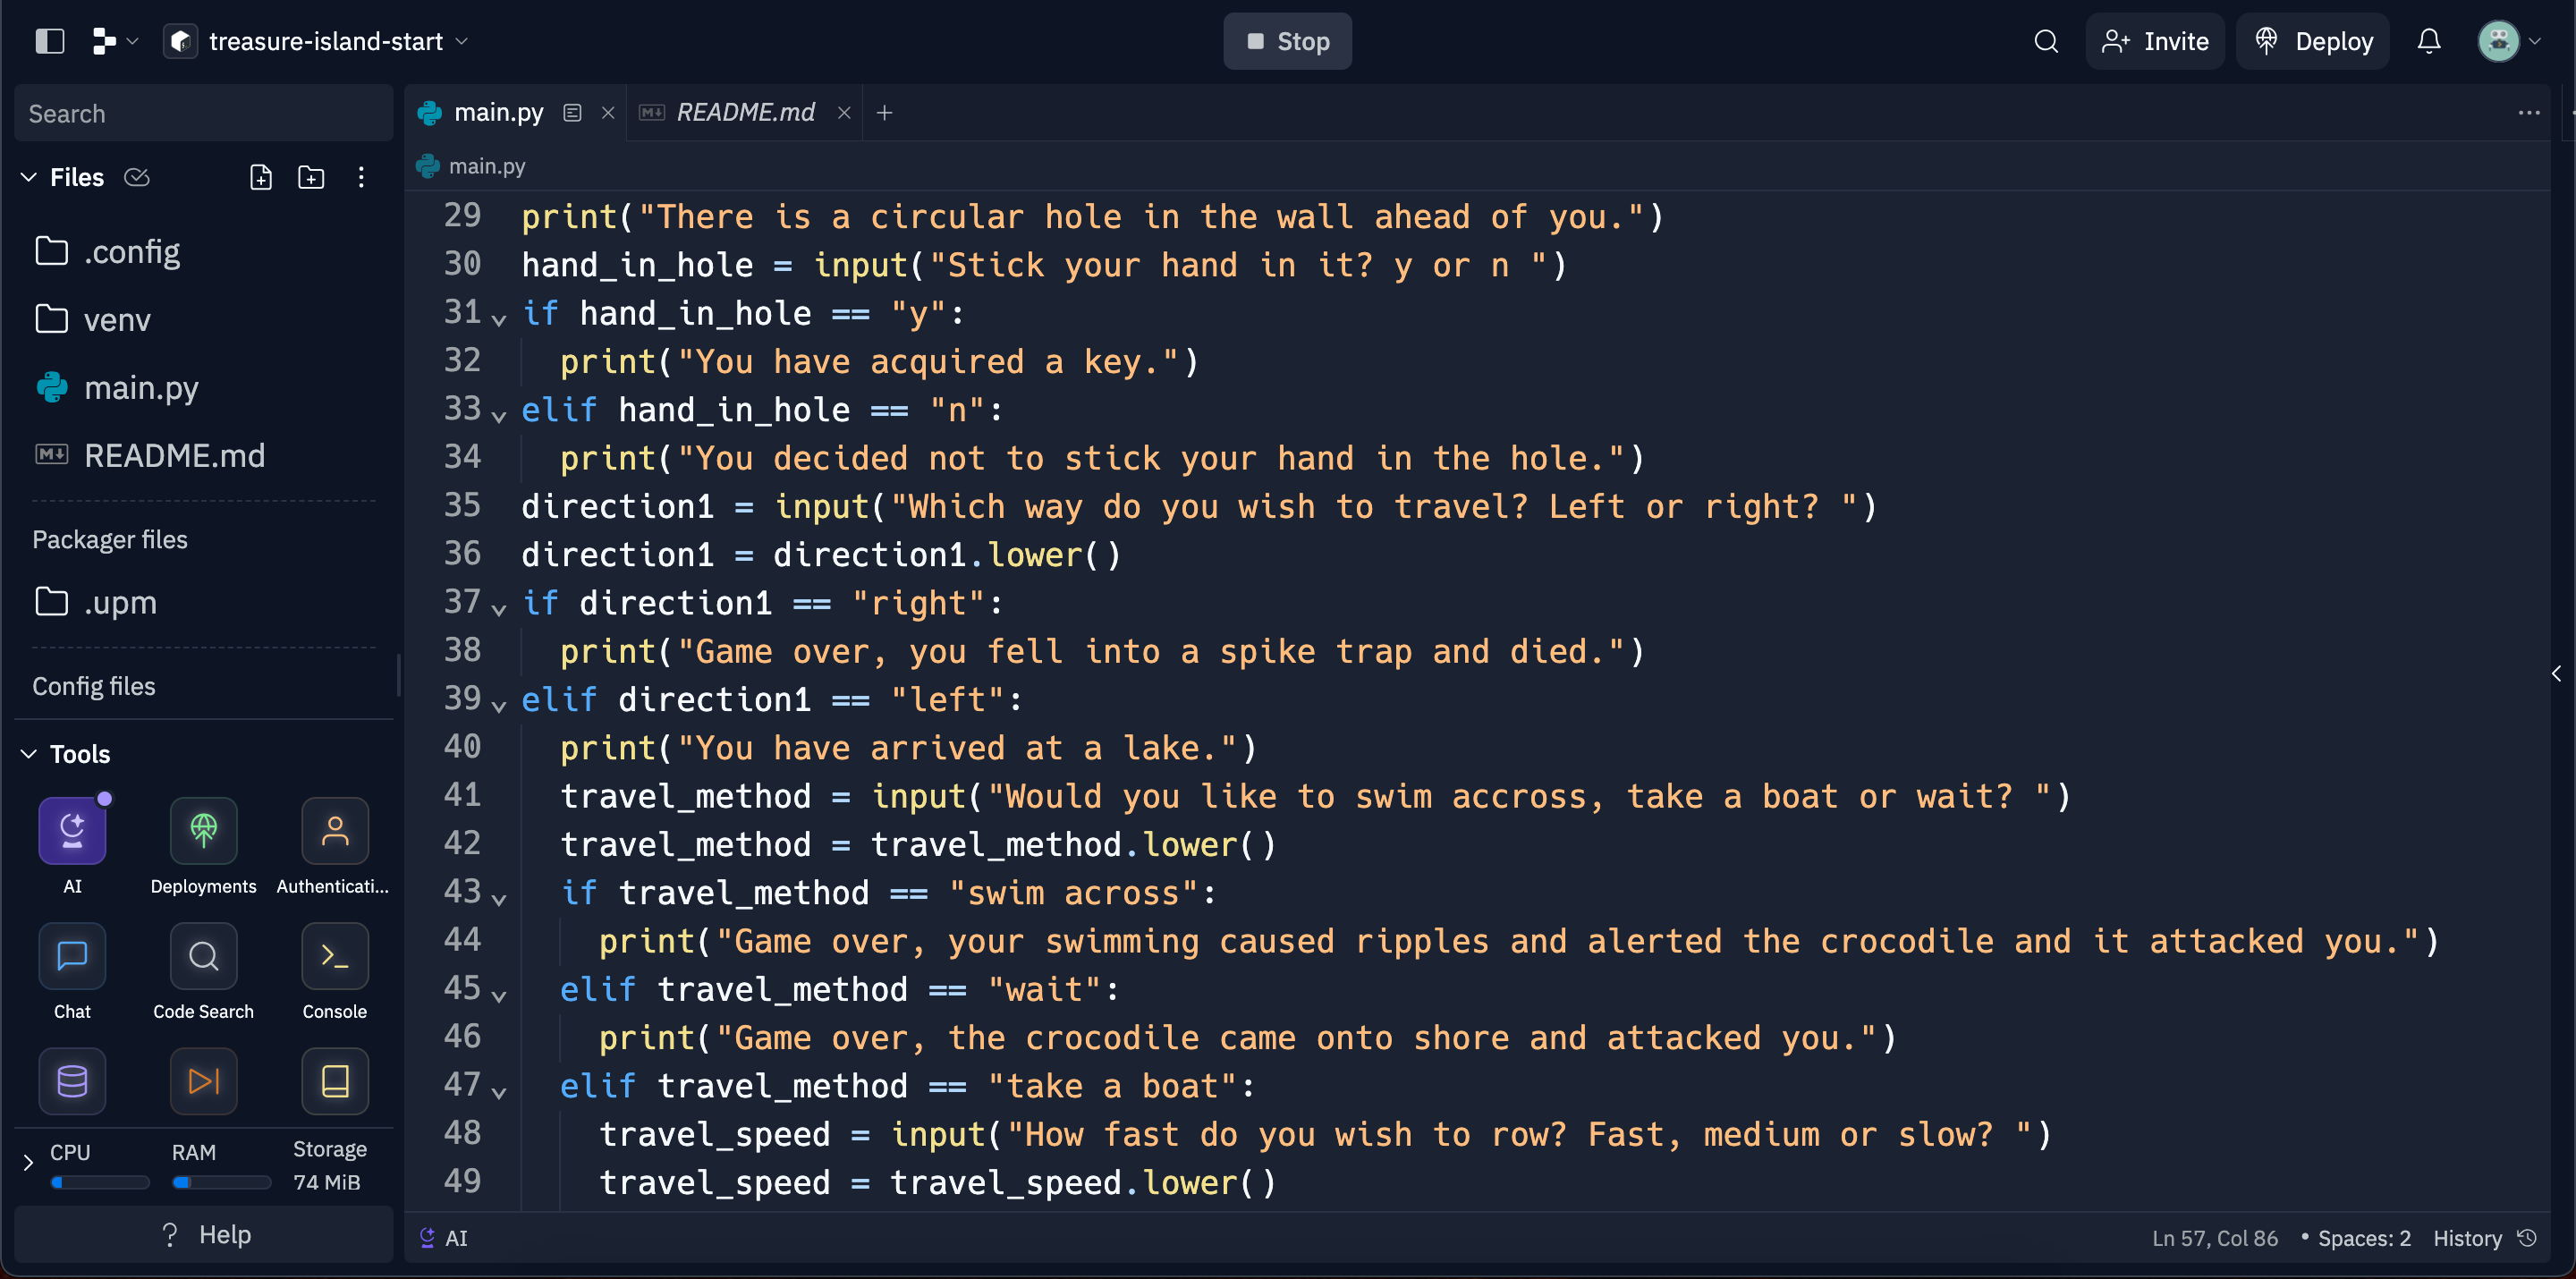 treasure-island-start
Stop
Invite
Deploy
Search
main.py
README.md
Files
main.py
.config
venv
main.py
README.md
Packager files
.upm
Config files
Tools
AI
Deployments
Authenticati...
Chat
Code Search
Console
CPU
RAM
Storage
74 MiB
Help
29 print("There is a circular hole in the wall ahead of you.")
30 hand_in_hole = input("Stick your hand in it? y or n ")
31 if hand_in_hole == "y":
32   print("You have acquired a key.")
33 elif hand_in_hole == "n":
34   print("You decided not to stick your hand in the hole.")
35 direction1 = input("Which way do you wish to travel? Left or right? ")
36 direction1 = direction1.lower()
37 if direction1 == "right":
38   print("Game over, you fell into a spike trap and died.")
39 elif direction1 == "left":
40   print("You have arrived at a lake.")
41   travel_method = input("Would you like to swim accross, take a boat or wait? ")
42   travel_method = travel_method.lower()
43   if travel_method == "swim across":
44     print("Game over, your swimming caused ripples and alerted the crocodile and it attacked you.")
45   elif travel_method == "wait":
46     print("Game over, the crocodile came onto shore and attacked you.")
47   elif travel_method == "take a boat":
48     travel_speed = input("How fast do you wish to row? Fast, medium or slow? ")
49     travel_speed = travel_speed.lower()
AI
Ln 57, Col 86 • Spaces: 2 History